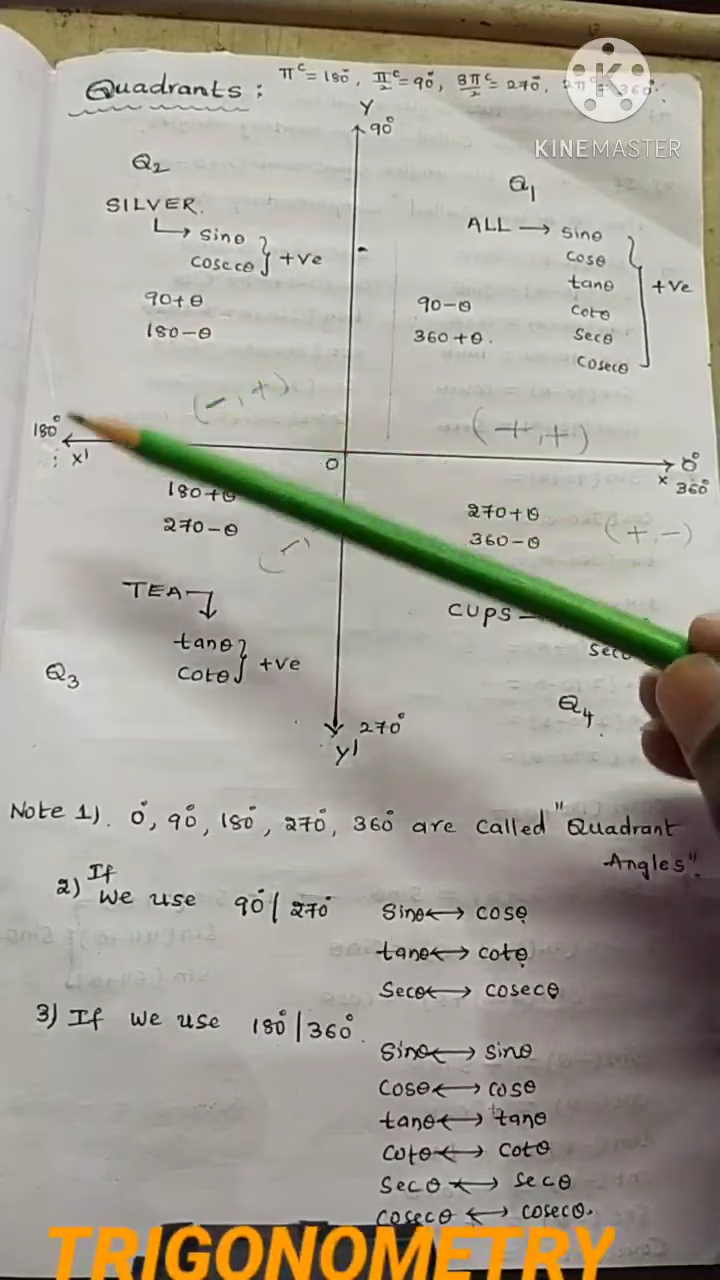 Quadrants: π^c = 180°, π/2^c = 90°, 3π/2^c = 270°, 2π^c = 360°
KINEMASTER
Y
90°
Q2
Q1
SILVER.
sinθ
cosecθ } +ve
ALL → sinθ
cosθ
tanθ
cotθ
secθ
cosecθ
+ve
90+θ
180-θ
90-θ
360+θ.
(-,+)
(+,+)
180°
X'
O
0°
X 360°
180+θ
270-θ
270+θ
360-θ (+,-)
TEA
tanθ
cotθ } +ve
CUPS
Secθ
Q3
Q4
270°
Y'
Note 1). 0°, 90°, 180°, 270°, 360° are called "Quadrant
Angles".
2) If
We use 90° | 270°
Sinθ ↔ cosθ
tanθ ↔ cotθ
Secθ ↔ cosecθ
3) If we use 180° | 360°
Sinθ ↔ sinθ
Cosθ ↔ cosθ
tanθ ↔ tanθ
cotθ ↔ cotθ
Secθ ↔ secθ
cosecθ ↔ cosecθ.
TRIGONOMETRY